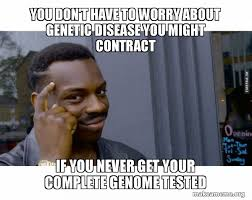 YOU DON'T HAVE TO WORRY ABOUT
GENETIC DISEASE YOU MIGHT
CONTRACT
IF YOU NEVER GET YOUR
COMPLETE GENOME TESTED
makeameme.org